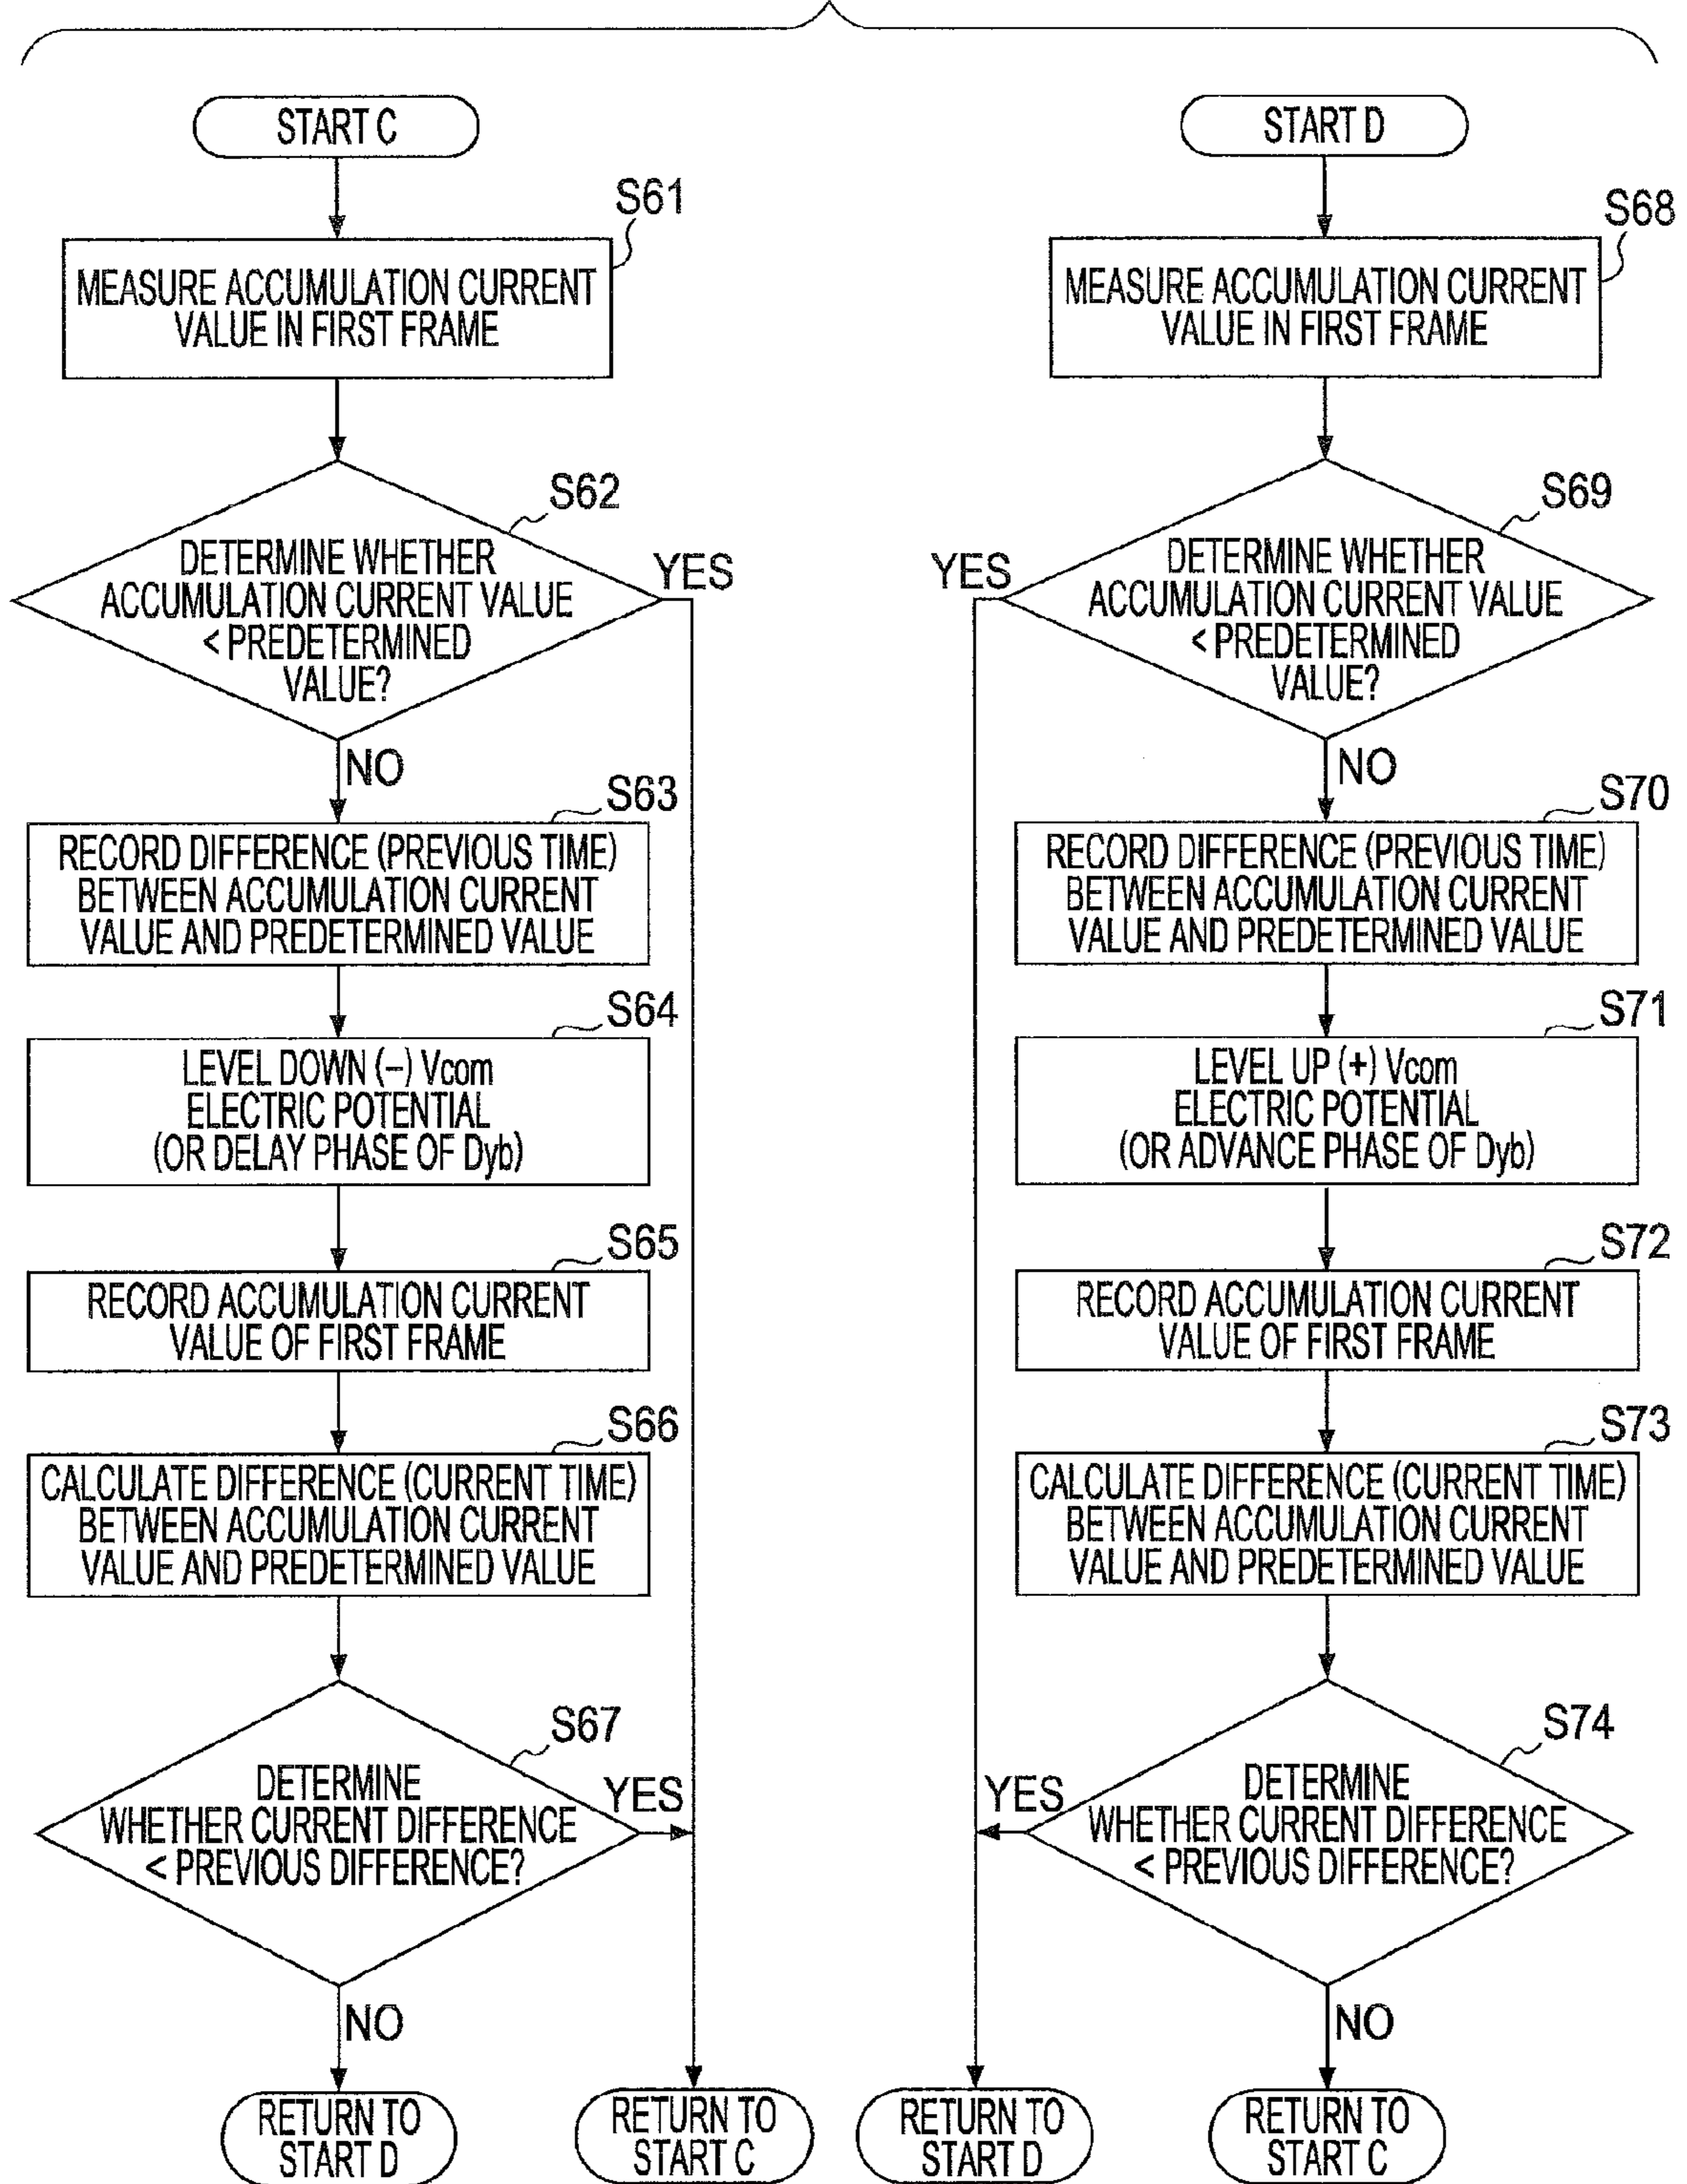 START C
S61
MEASURE ACCUMULATION CURRENT
VALUE IN FIRST FRAME
S62
DETERMINE WHETHER
ACCUMULATION CURRENT VALUE
< PREDETERMINED
VALUE?
YES
NO
S63
RECORD DIFFERENCE (PREVIOUS TIME)
BETWEEN ACCUMULATION CURRENT
VALUE AND PREDETERMINED VALUE
S64
LEVEL DOWN (–) Vcom
ELECTRIC POTENTIAL
(OR DELAY PHASE OF Dyb)
S65
RECORD ACCUMULATION CURRENT
VALUE OF FIRST FRAME
S66
CALCULATE DIFFERENCE (CURRENT TIME)
BETWEEN ACCUMULATION CURRENT
VALUE AND PREDETERMINED VALUE
S67
DETERMINE
WHETHER CURRENT DIFFERENCE
< PREVIOUS DIFFERENCE?
YES
NO
RETURN TO
START D
RETURN TO
START C
START D
S68
MEASURE ACCUMULATION CURRENT
VALUE IN FIRST FRAME
S69
DETERMINE WHETHER
ACCUMULATION CURRENT VALUE
< PREDETERMINED
VALUE?
YES
NO
S70
RECORD DIFFERENCE (PREVIOUS TIME)
BETWEEN ACCUMULATION CURRENT
VALUE AND PREDETERMINED VALUE
S71
LEVEL UP (+) Vcom
ELECTRIC POTENTIAL
(OR ADVANCE PHASE OF Dyb)
S72
RECORD ACCUMULATION CURRENT
VALUE OF FIRST FRAME
S73
CALCULATE DIFFERENCE (CURRENT TIME)
BETWEEN ACCUMULATION CURRENT
VALUE AND PREDETERMINED VALUE
S74
DETERMINE
WHETHER CURRENT DIFFERENCE
< PREVIOUS DIFFERENCE?
YES
NO
RETURN TO
START D
RETURN TO
START C